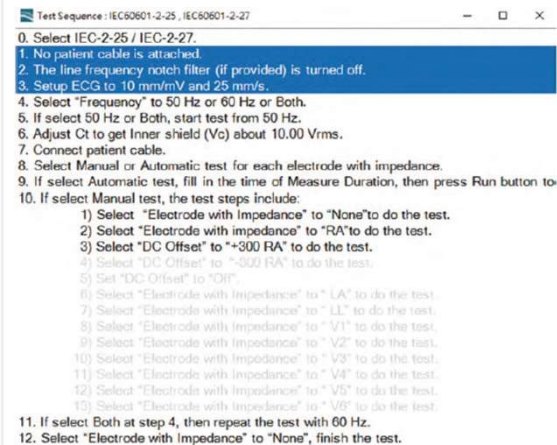 Test Sequence : IEC60601-2-25 , IEC60601-2-27
0. Select IEC-2-25 / IEC-2-27.
1. No patient cable is attached.
2. The line frequency notch filter (if provided) is turned off.
3. Setup ECG to 10 mm/mV and 25 mm/s.
4. Select "Frequency" to 50 Hz or 60 Hz or Both.
5. If select 50 Hz or Both, start test from 50 Hz.
6. Adjust Ct to get Inner shield (Vc) about 10.00 Vrms.
7. Connect patient cable.
8. Select Manual or Automatic test for each electrode with impedance.
9. If select Automatic test, fill in the time of Measure Duration, then press Run button to
10. If select Manual test, the test steps include:
1) Select "Electrode with Impedance" to "None"to do the test.
2) Select "Electrode with impedance" to "RA"to do the test.
3) Select "DC Offset" to "+300 RA" to do the test.
4) Select "DC Offset" to "-300 RA" to do the test.
5) Set "DC Offset" to "Off".
6) Select "Electrode with Impedance" to " LA" to do the test.
7) Select "Electrode with Impedance" to " LL" to do the test.
8) Select "Electrode with Impedance" to " V1" to do the test.
9) Select "Electrode with Impedance" to " V2" to do the test.
10) Select "Electrode with Impedance" to " V3" to do the test.
11) Select "Electrode with Impedance" to " V4" to do the test.
12) Select "Electrode with Impedance" to " V5" to do the test.
13) Select "Electrode with Impedance" to " V6" to do the test.
11. If select Both at step 4, then repeat the test with 60 Hz.
12. Select "Electrode with Impedance" to "None", finish the test.